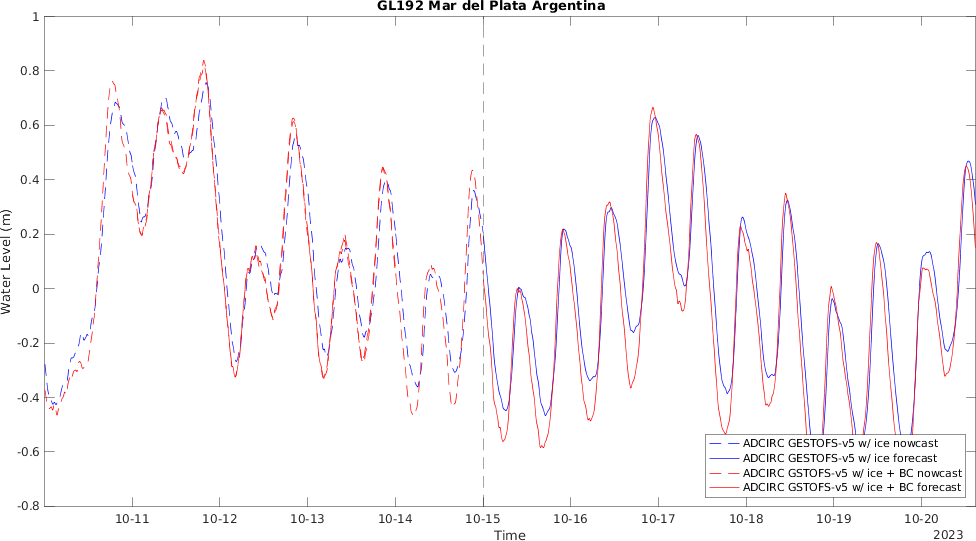 GL192 Mar del Plata Argentina
1
0.8
0.6
0.4
0.2
0
-0.2
-0.4
-0.6
-0.8
Water Level (m)
10-11 10-12 10-13 10-14 10-15 10-16 10-17 10-18 10-19 10-20
Time
2023
ADCIRC GESTOFS-v5 w/ ice nowcast
ADCIRC GESTOFS-v5 w/ ice forecast
ADCIRC GSTOFS-v5 w/ ice + BC nowcast
ADCIRC GSTOFS-v5 w/ ice + BC forecast